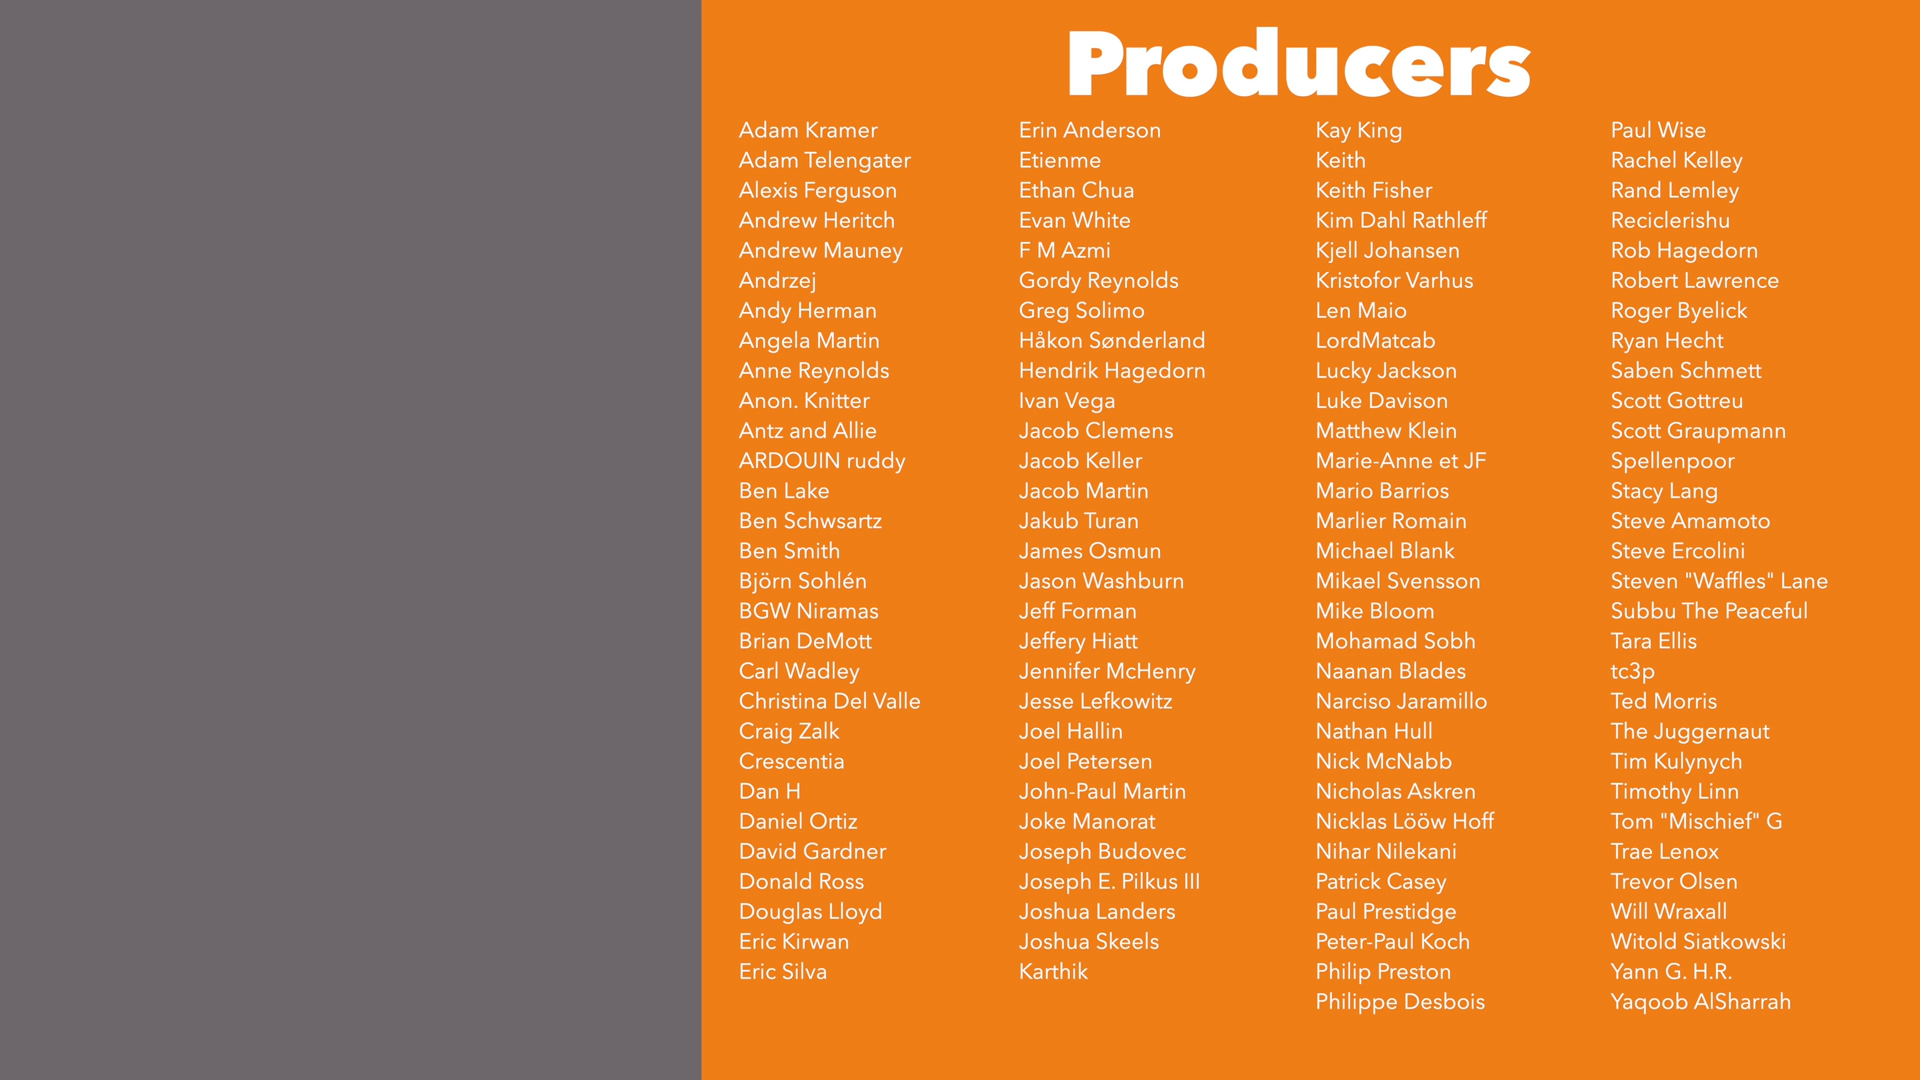 Producers
Adam Kramer
Adam Telengater
Alexis Ferguson
Andrew Heritch
Andrew Mauney
Andrzej
Andy Herman
Angela Martin
Anne Reynolds
Anon. Knitter
Antz and Allie
ARDOUIN ruddy
Ben Lake
Ben Schwsartz
Ben Smith
Björn Sohlén
BGW Niramas
Brian DeMott
Carl Wadley
Christina Del Valle
Craig Zalk
Crescentia
Dan H
Daniel Ortiz
David Gardner
Donald Ross
Douglas Lloyd
Eric Kirwan
Eric Silva
Erin Anderson
Etienme
Ethan Chua
Evan White
F M Azmi
Gordy Reynolds
Greg Solimo
Håkon Sønderland
Hendrik Hagedorn
Ivan Vega
Jacob Clemens
Jacob Keller
Jacob Martin
Jakub Turan
James Osmun
Jason Washburn
Jeff Forman
Jeffery Hiatt
Jennifer McHenry
Jesse Lefkowitz
Joel Hallin
Joel Petersen
John-Paul Martin
Joke Manorat
Joseph Budovec
Joseph E. Pilkus III
Joshua Landers
Joshua Skeels
Karthik
Kay King
Keith
Keith Fisher
Kim Dahl Rathleff
Kjell Johansen
Kristofor Varhus
Len Maio
LordMatcab
Lucky Jackson
Luke Davison
Matthew Klein
Marie-Anne et JF
Mario Barrios
Marlier Romain
Michael Blank
Mikael Svensson
Mike Bloom
Mohamad Sobh
Naanan Blades
Narciso Jaramillo
Nathan Hull
Nick McNabb
Nicholas Askren
Nicklas Lööw Hoff
Nihar Nilekani
Patrick Casey
Paul Prestidge
Peter-Paul Koch
Philip Preston
Philippe Desbois
Paul Wise
Rachel Kelley
Rand Lemley
Reciclerishu
Rob Hagedorn
Robert Lawrence
Roger Byelick
Ryan Hecht
Saben Schmett
Scott Gottreu
Scott Graupmann
Spellenpoor
Stacy Lang
Steve Amamoto
Steve Ercolini
Steven "Waffles" Lane
Subbu The Peaceful
Tara Ellis
tc3p
Ted Morris
The Juggernaut
Tim Kulynych
Timothy Linn
Tom "Mischief" G
Trae Lenox
Trevor Olsen
Will Wraxall
Witold Siatkowski
Yann G. H.R.
Yaqoob AlSharrah